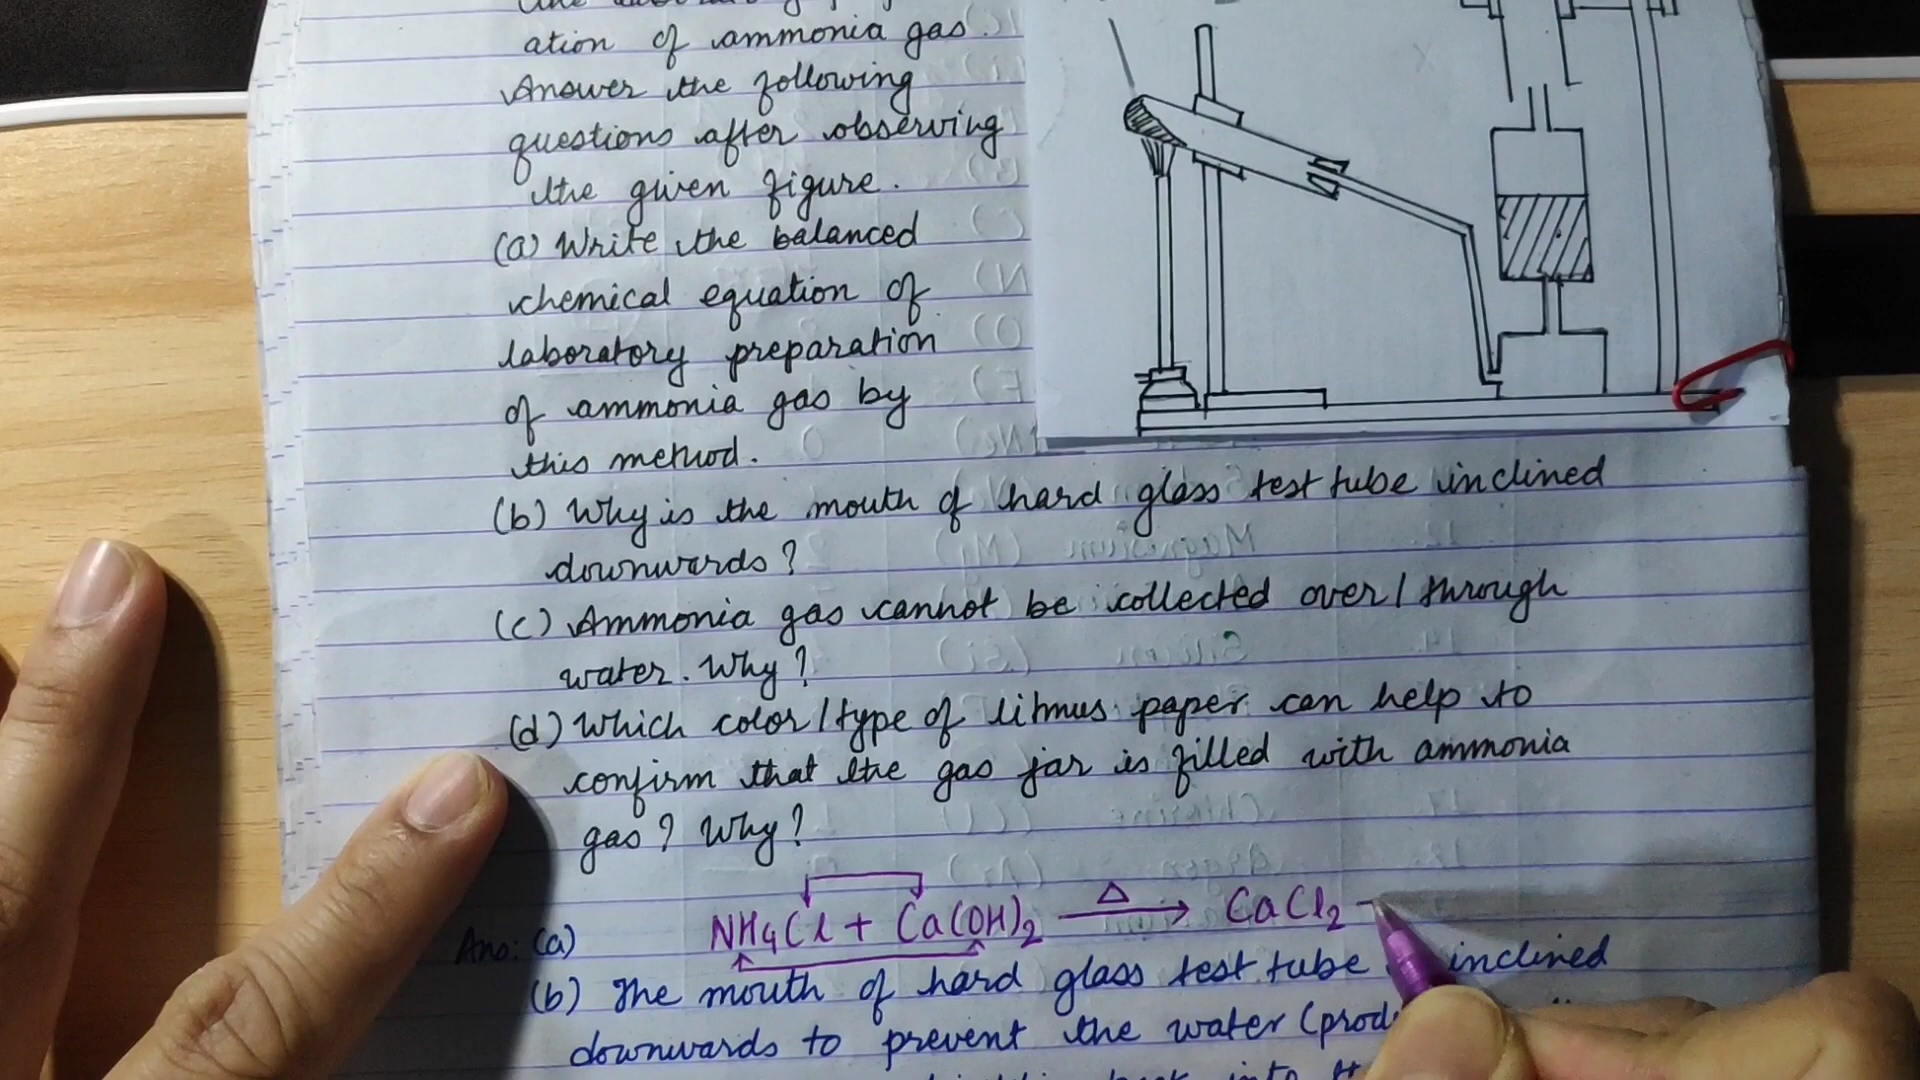 ation of ammonia gas.
Answer the following
questions after observing
the given figure.
(a) Write the balanced
chemical equation of
laboratory preparation
of ammonia gas by
this method.
(b) Why is the mouth of hard glass test tube inclined
downwards?
(c) Ammonia gas cannot be collected over/through
water. Why?
(d) Which color/type of litmus paper can help to
confirm that the gas jar is filled with ammonia
gas? Why?
Ans: (a) NH4Cl + Ca(OH)2 —Δ→ CaCl2
(b) The mouth of hard glass test tube inclined
downwards to prevent the water
back into